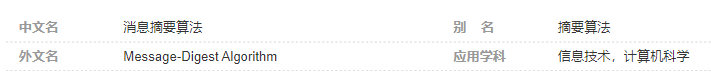 中文名 消息摘要算法 别 名 摘要算法
外文名 Message-Digest Algorithm 应用学科 信息技术，计算机科学